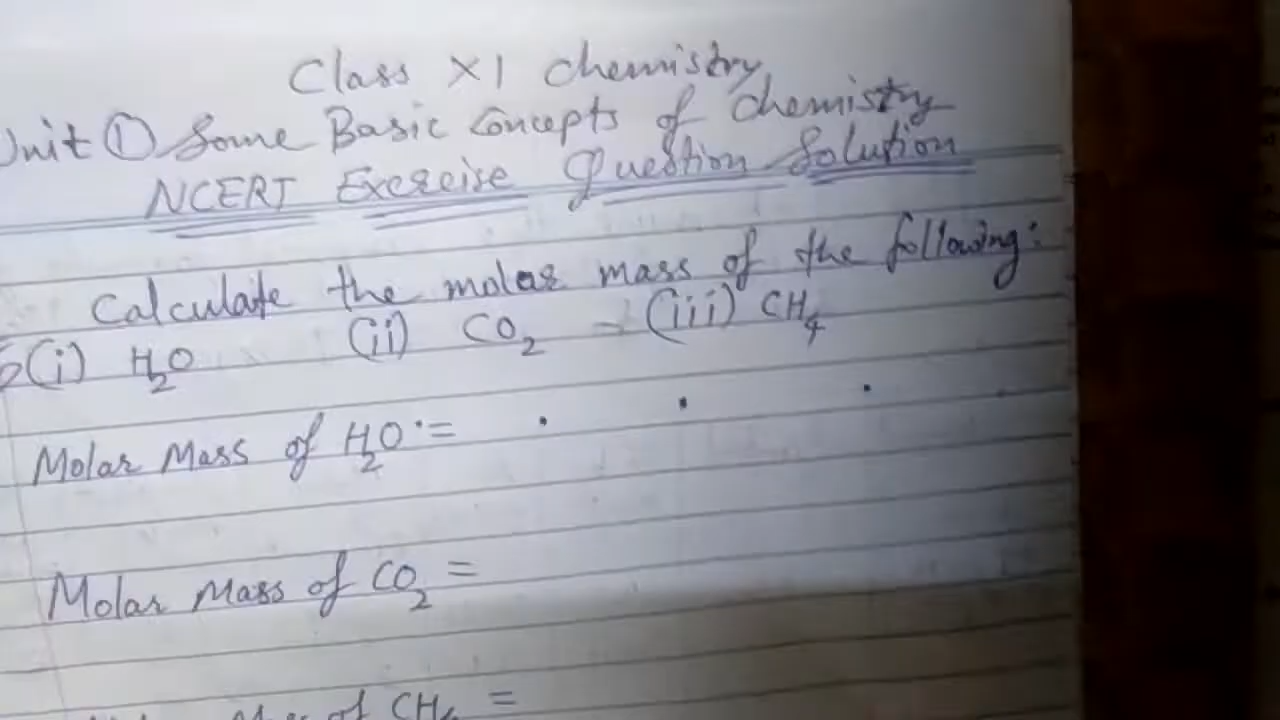 Class XI Chemistry
Unit ① Some Basic Concepts of Chemistry
NCERT Exercise Question Solution
Calculate the molar mass of the following:
(i) H₂O (ii) CO₂ (iii) CH₄
Molar Mass of H₂O =
Molar Mass of CO₂ =
of CH₄ =